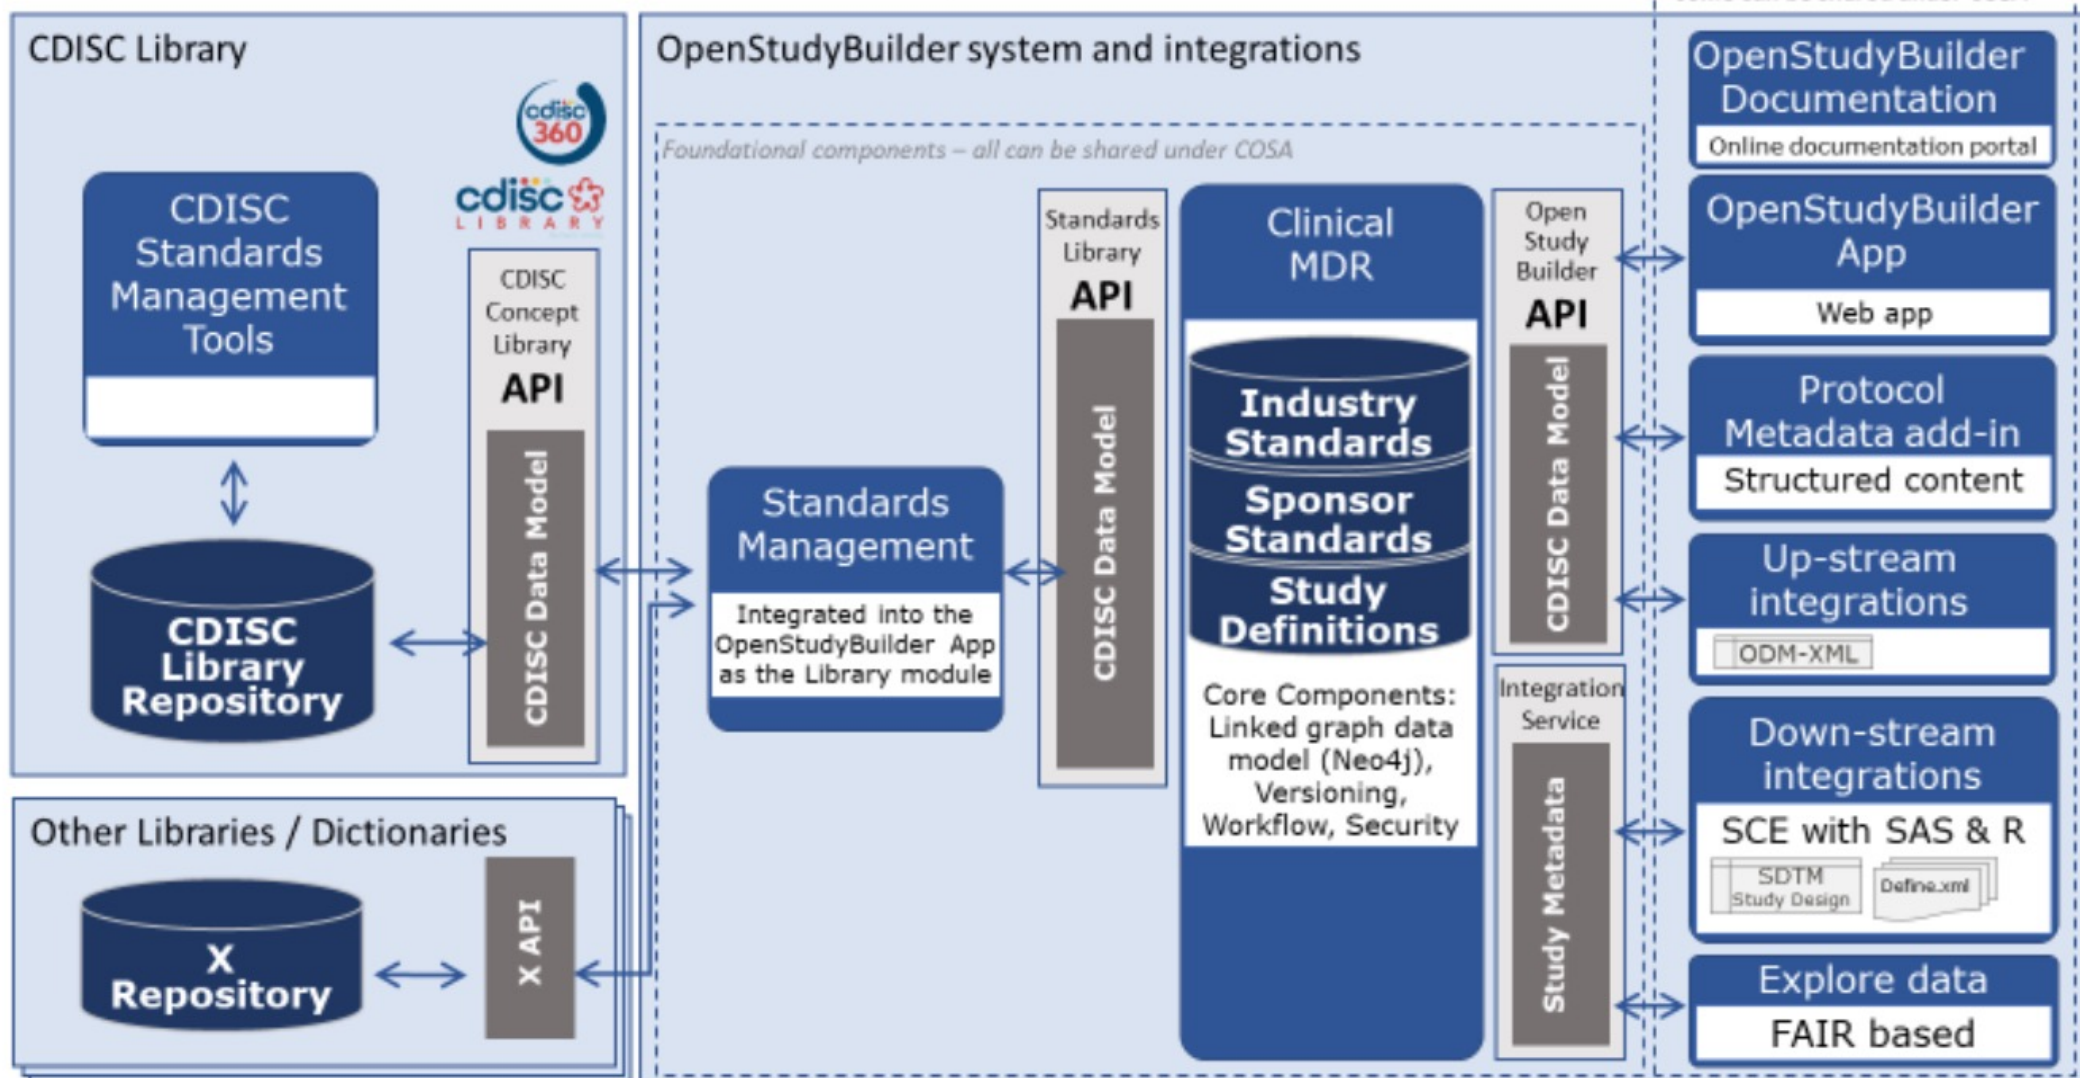 CDISC Library
cdisc
360
cdisc
LIBRARY
CDISC
Standards
Management
Tools
CDISC
Concept
Library
API
CDISC Data Model
CDISC
Library
Repository
Other Libraries / Dictionaries
X
Repository
X API
OpenStudyBuilder system and integrations
Foundational components – all can be shared under COSA
Standards
Management
Integrated into the
OpenStudyBuilder App
as the Library module
Standards
Library
API
CDISC Data Model
Clinical
MDR
Industry
Standards
Sponsor
Standards
Study
Definitions
Core Components:
Linked graph data
model (Neo4j),
Versioning,
Workflow, Security
Open
Study
Builder
API
CDISC Data Model
Integration
Service
Study Metadata
OpenStudyBuilder
Documentation
Online documentation portal
OpenStudyBuilder
App
Web app
Protocol
Metadata add-in
Structured content
Up-stream
integrations
ODM-XML
Down-stream
integrations
SCE with SAS & R
SDTM
Study Design
Define.xml
Explore data
FAIR based